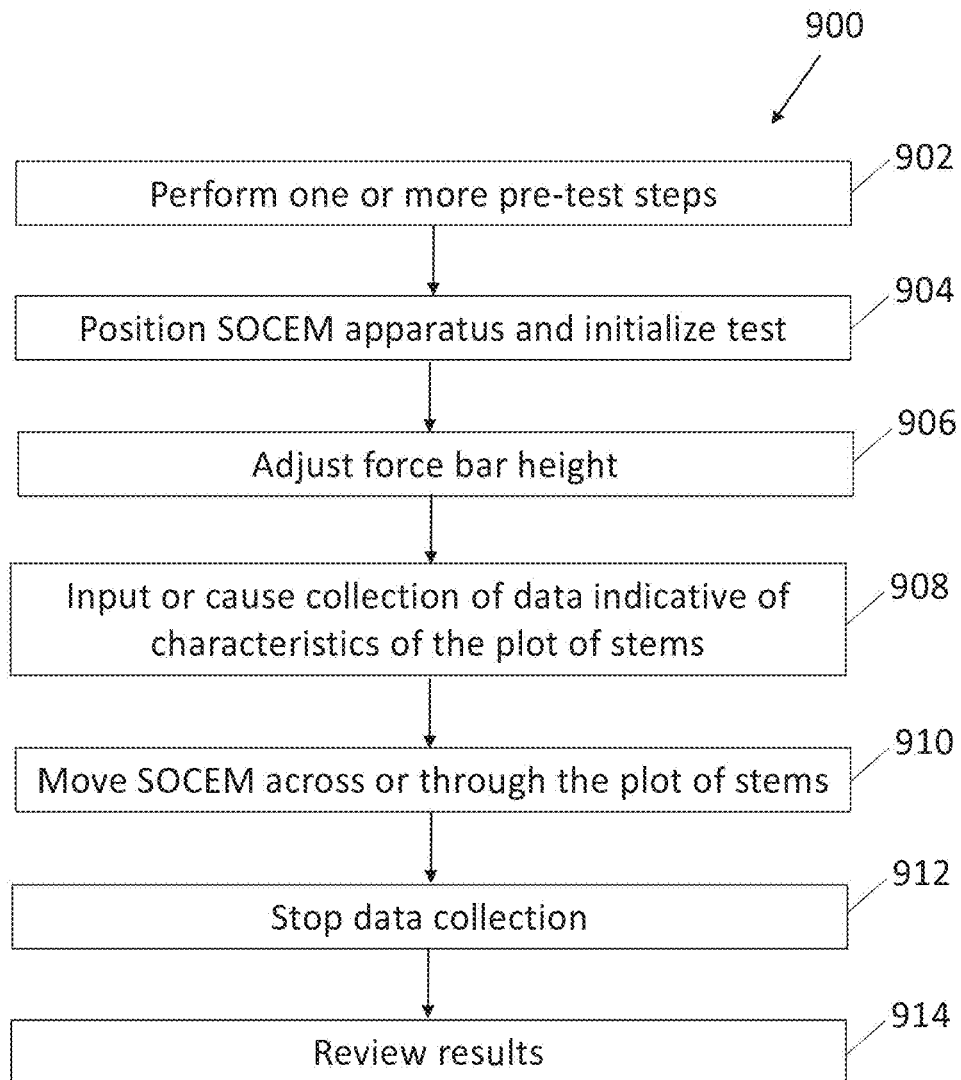 900
902
Perform one or more pre-test steps
904
Position SOCEM apparatus and initialize test
906
Adjust force bar height
908
Input or cause collection of data indicative of
characteristics of the plot of stems
910
Move SOCEM across or through the plot of stems
912
Stop data collection
914
Review results